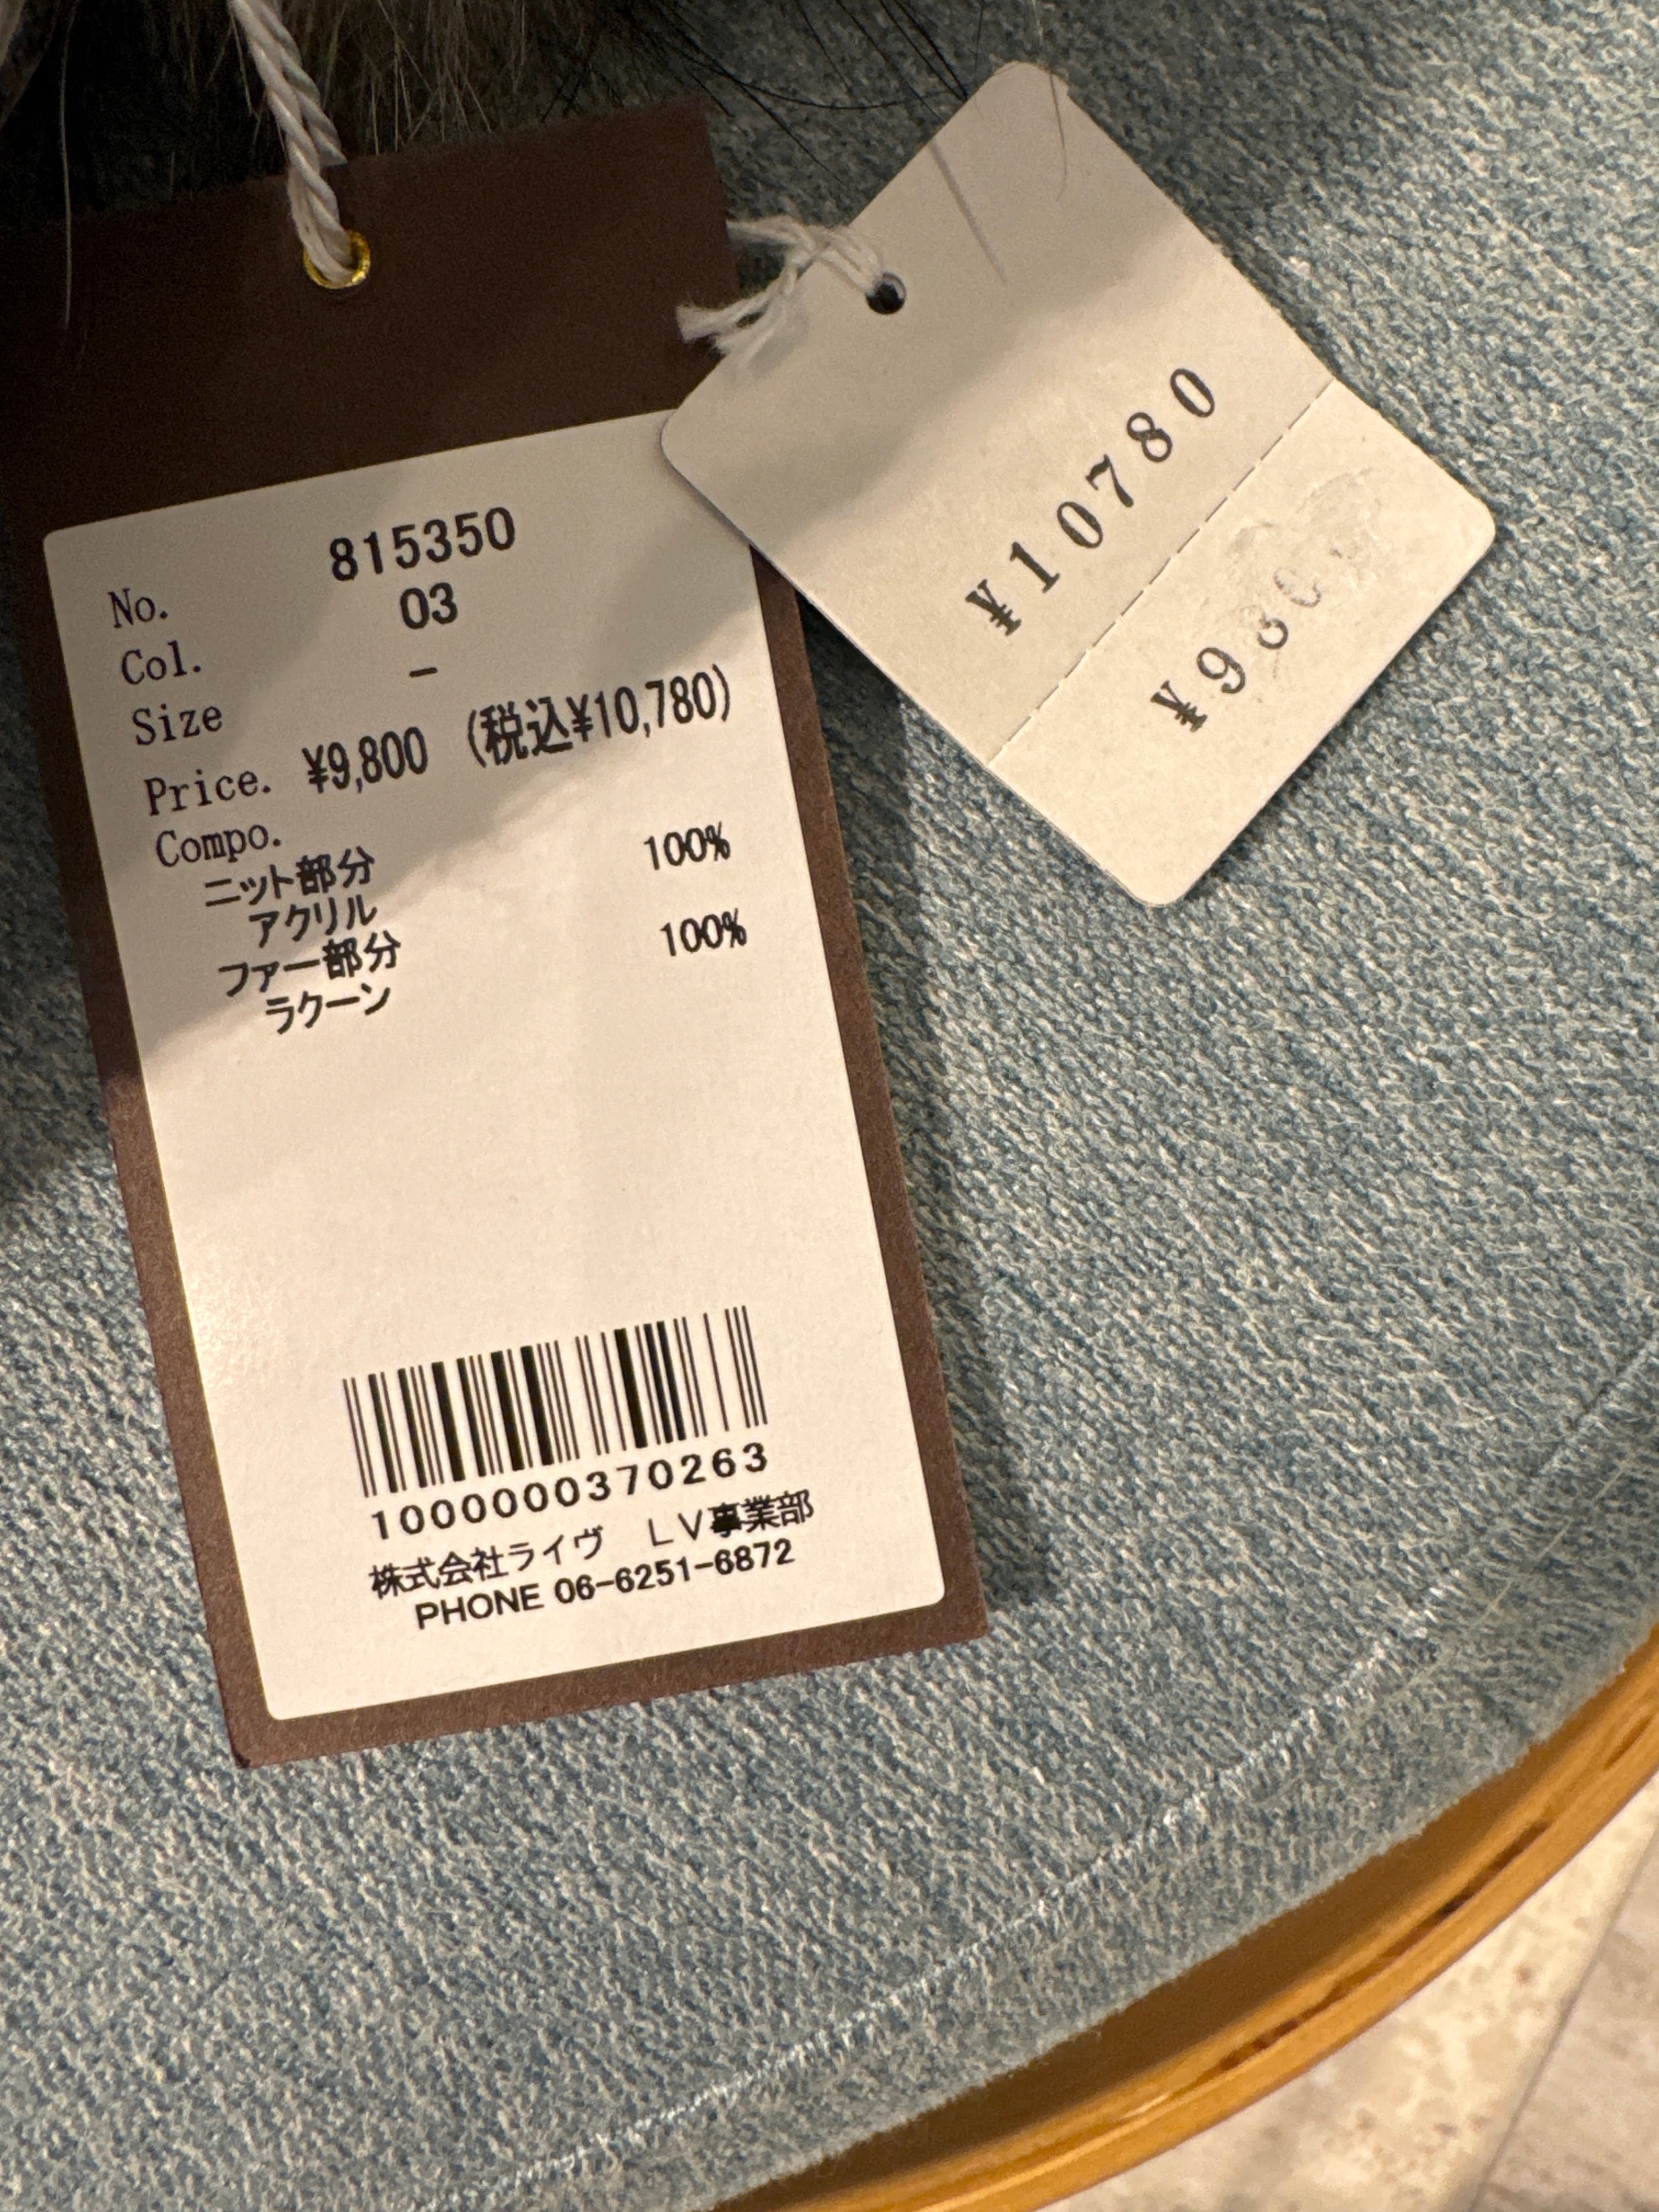 No. 815350
Col. 03
Size -
Price. ¥9,800 (税込¥10,780)
Compo.
ニット部分
アクリル 100%
ファー部分
ラクーン 100%
1000000370263
株式会社ライヴ LV事業部
PHONE 06-6251-6872
¥10780